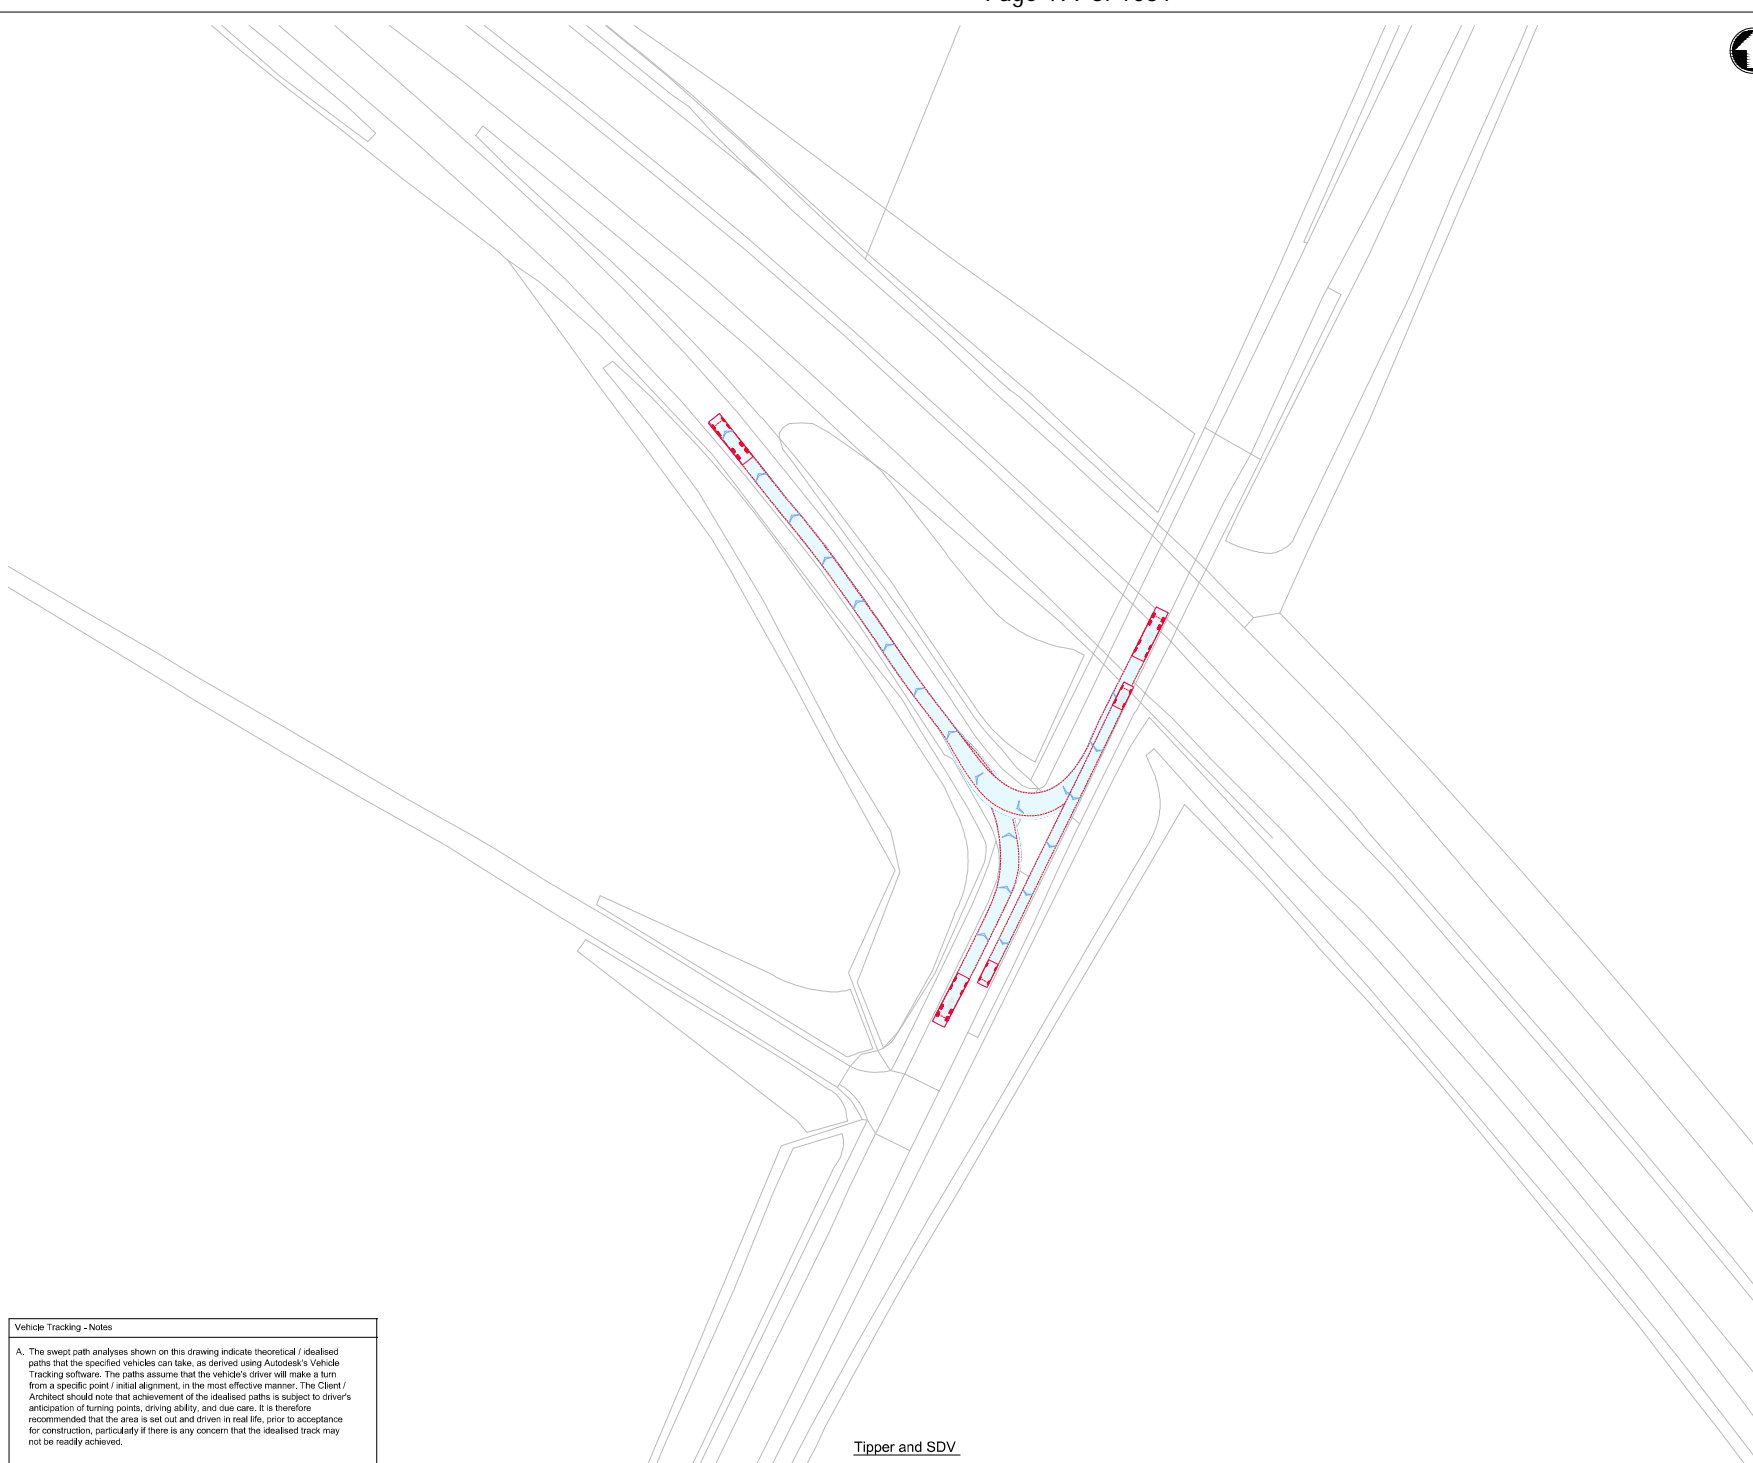 Vehicle Tracking - Notes
A. The swept path analyses shown on this drawing indicate theoretical / idealised
paths that the specified vehicles can take, as derived using Autodesk's Vehicle
Tracking software. The paths assume that the vehicle's driver will make a turn
from a specific point / initial alignment, in the most effective manner. The Client /
Architect should note that achievement of the idealised paths is subject to driver's
anticipation of turning points, driving ability, and due care. It is therefore
recommended that the area is set out and driven in real life, prior to acceptance
for construction, particularly if there is any concern that the idealised track may
not be readily achieved.
Tipper and SDV